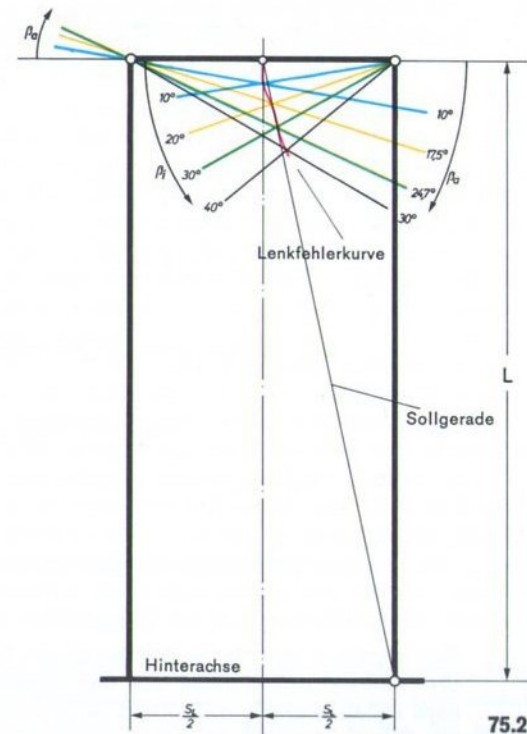 βa
10°
20°
30°
40°
βi
10°
17,5°
24,7°
30°
βa
Lenkfehlerkurve
L
Sollgerade
Hinterachse
S/2
S/2
75.2